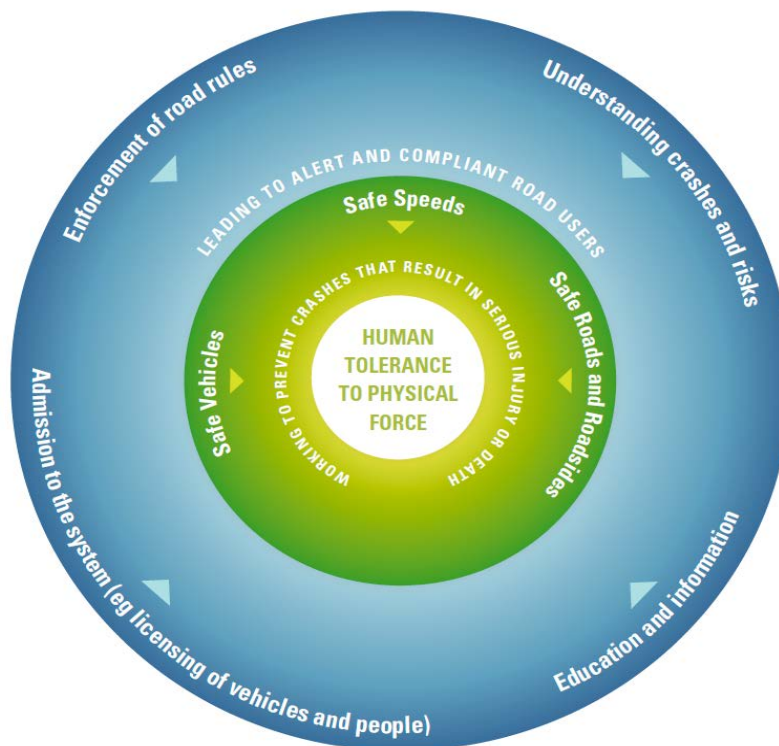 Enforcement of road rules
Understanding crashes and risks
LEADING TO ALERT AND COMPLIANT ROAD USERS
Safe Speeds
WORKING TO PREVENT CRASHES THAT RESULT IN SERIOUS INJURY OR DEATH
Safe Vehicles
Safe Roads and Roadsides
HUMAN
TOLERANCE
TO PHYSICAL
FORCE
Admission to the system (eg licensing of vehicles and people)
Education and information